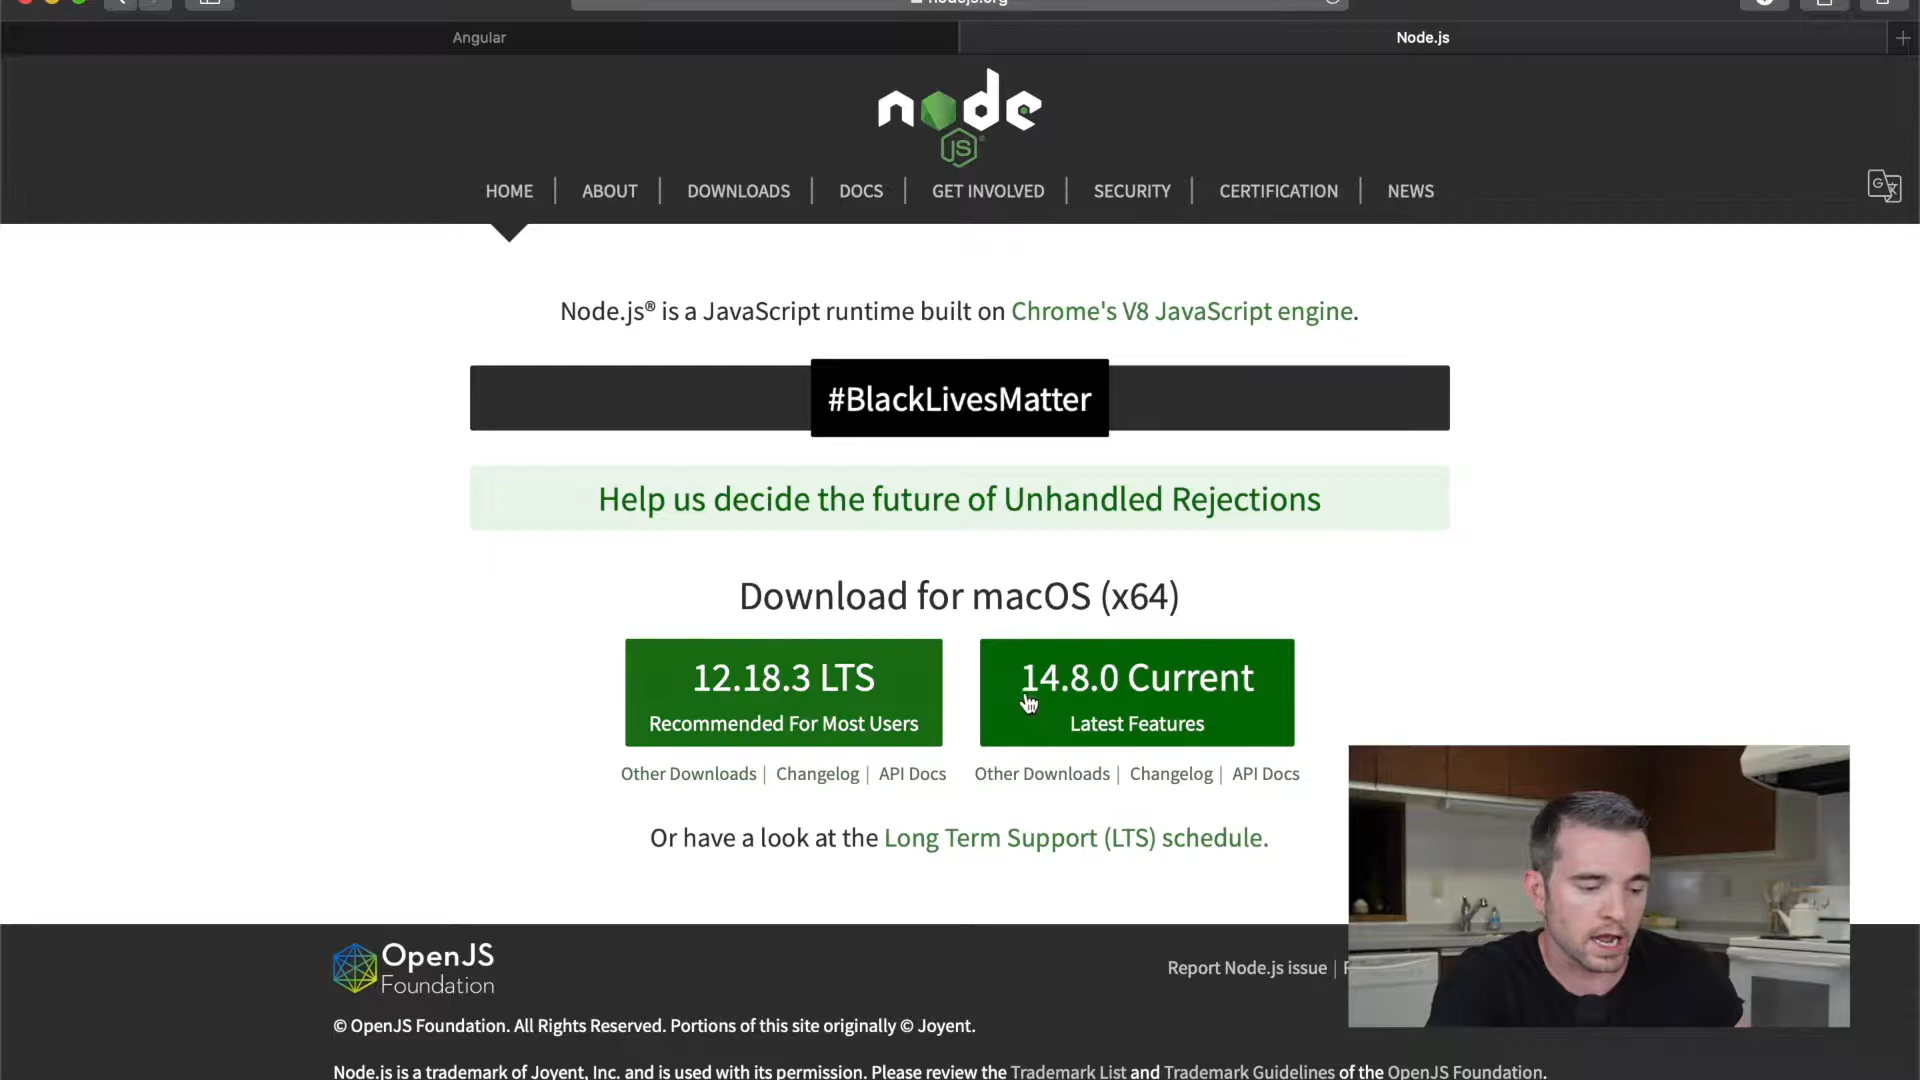 Angular
Node.js
node
JS
HOME
ABOUT
DOWNLOADS
DOCS
GET INVOLVED
SECURITY
CERTIFICATION
NEWS
Node.js® is a JavaScript runtime built on Chrome's V8 JavaScript engine.
#BlackLivesMatter
Help us decide the future of Unhandled Rejections
Download for macOS (x64)
12.18.3 LTS
Recommended For Most Users
14.8.0 Current
Latest Features
Other Downloads | Changelog | API Docs
Other Downloads | Changelog | API Docs
Or have a look at the Long Term Support (LTS) schedule.
OpenJS
Foundation
Report Node.js issue |
© OpenJS Foundation. All Rights Reserved. Portions of this site originally © Joyent.
Node.js is a trademark of Joyent, Inc. and is used with its permission. Please review the Trademark List and Trademark Guidelines of the OpenJS Foundation.